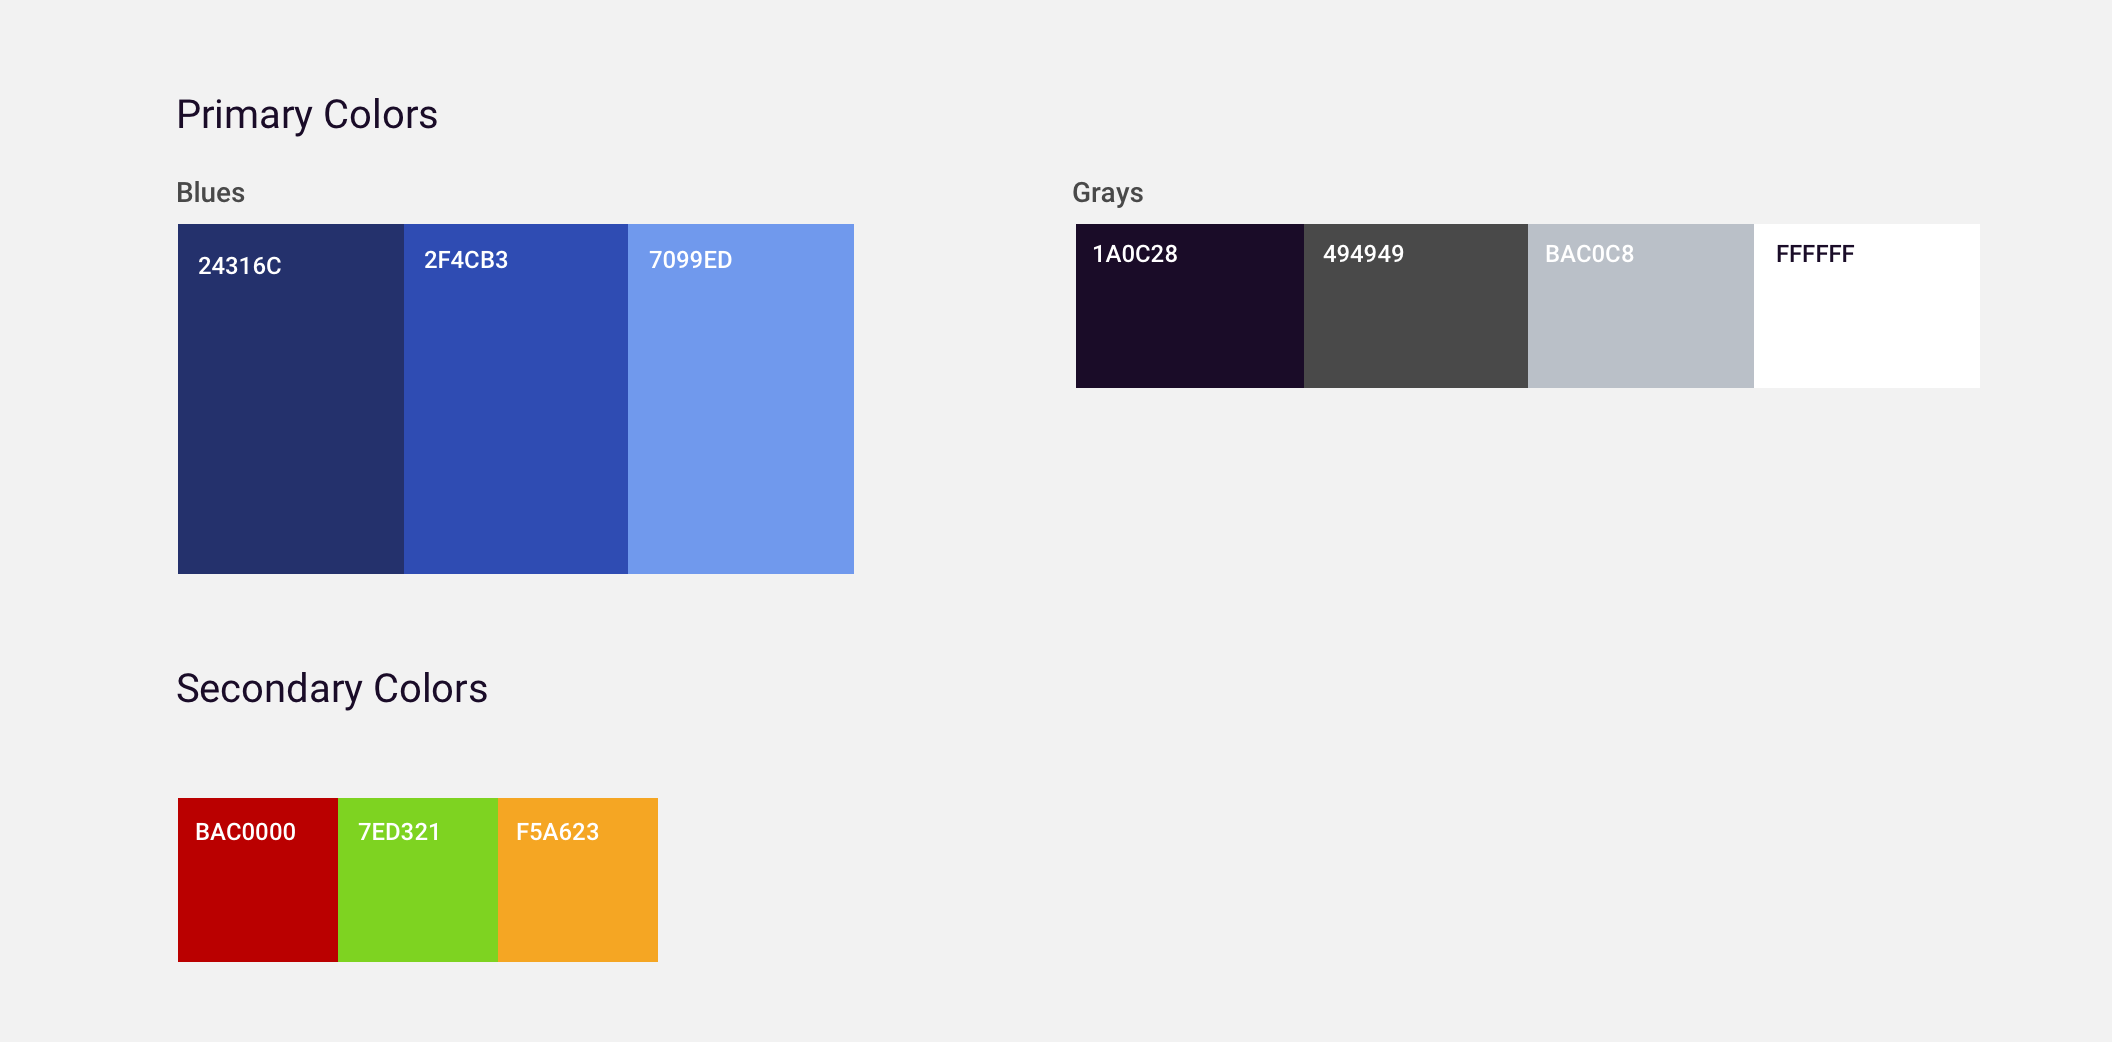 Primary Colors
Blues
24316C
2F4CB3
7099ED
Grays
1A0C28
494949
BAC0C8
FFFFFF
Secondary Colors
BAC0000
7ED321
F5A623